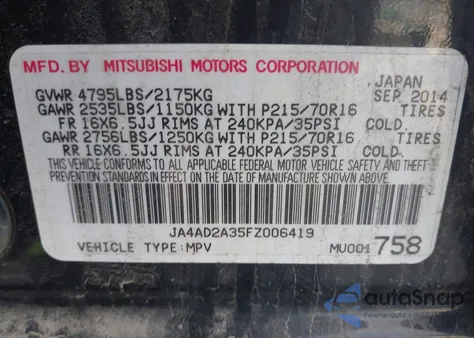 MFD. BY MITSUBISHI MOTORS CORPORATION
JAPAN
GVWR 4795LBS/2175KG SEP 2014
GAWR 2535LBS/1150KG WITH P215/70R16 TIRES
FR 16X6.5JJ RIMS AT 240KPA/35PSI COLD.
GAWR 2756LBS/1250KG WITH P215/70R16 TIRES
RR 16X6.5JJ RIMS AT 240KPA/35PSI COLD.
THIS VEHICLE CONFORMS TO ALL APPLICABLE FEDERAL MOTOR VEHICLE SAFETY AND THEFT
PREVENTION STANDARDS IN EFFECT ON THE DATE OF MANUFACTURE SHOWN ABOVE.
JA4AD2A35FZ006419
VEHICLE TYPE:MPV MU001 758
autoSnap